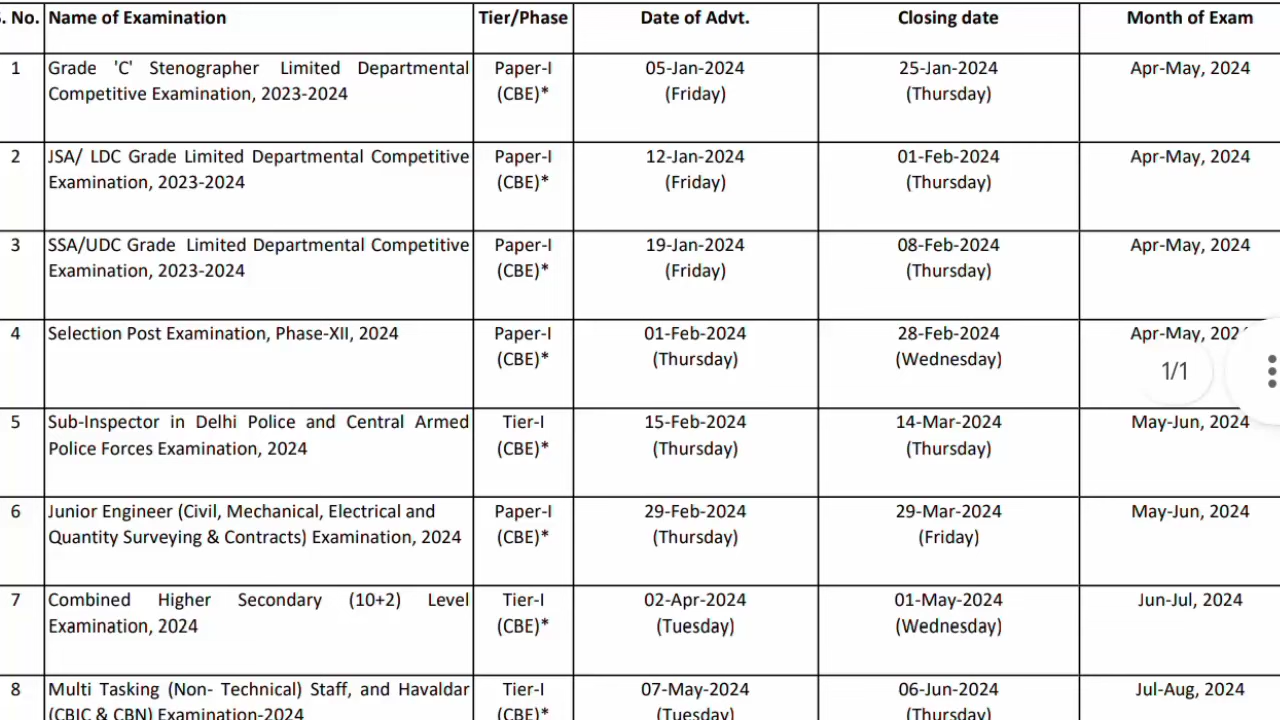 S. No. Name of Examination Tier/Phase Date of Advt. Closing date Month of Exam
1 Grade 'C' Stenographer Limited Departmental Paper-I 05-Jan-2024 25-Jan-2024 Apr-May, 2024
Competitive Examination, 2023-2024 (CBE)* (Friday) (Thursday)
2 JSA/ LDC Grade Limited Departmental Competitive Paper-I 12-Jan-2024 01-Feb-2024 Apr-May, 2024
Examination, 2023-2024 (CBE)* (Friday) (Thursday)
3 SSA/UDC Grade Limited Departmental Competitive Paper-I 19-Jan-2024 08-Feb-2024 Apr-May, 2024
Examination, 2023-2024 (CBE)* (Friday) (Thursday)
4 Selection Post Examination, Phase-XII, 2024 Paper-I 01-Feb-2024 28-Feb-2024 Apr-May, 2024
(CBE)* (Thursday) (Wednesday)
1/1
5 Sub-Inspector in Delhi Police and Central Armed Tier-I 15-Feb-2024 14-Mar-2024 May-Jun, 2024
Police Forces Examination, 2024 (CBE)* (Thursday) (Thursday)
6 Junior Engineer (Civil, Mechanical, Electrical and Paper-I 29-Feb-2024 29-Mar-2024 May-Jun, 2024
Quantity Surveying & Contracts) Examination, 2024 (CBE)* (Thursday) (Friday)
7 Combined Higher Secondary (10+2) Level Tier-I 02-Apr-2024 01-May-2024 Jun-Jul, 2024
Examination, 2024 (CBE)* (Tuesday) (Wednesday)
8 Multi Tasking (Non- Technical) Staff, and Havaldar Tier-I 07-May-2024 06-Jun-2024 Jul-Aug, 2024
(CBIC & CBN) Examination-2024 (CBE)* (Tuesday) (Thursday)